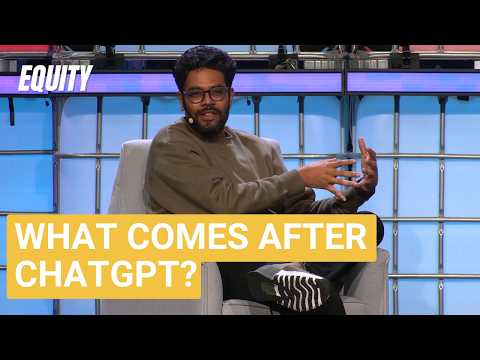 EQUITY
WHAT COMES AFTER
CHATGPT?